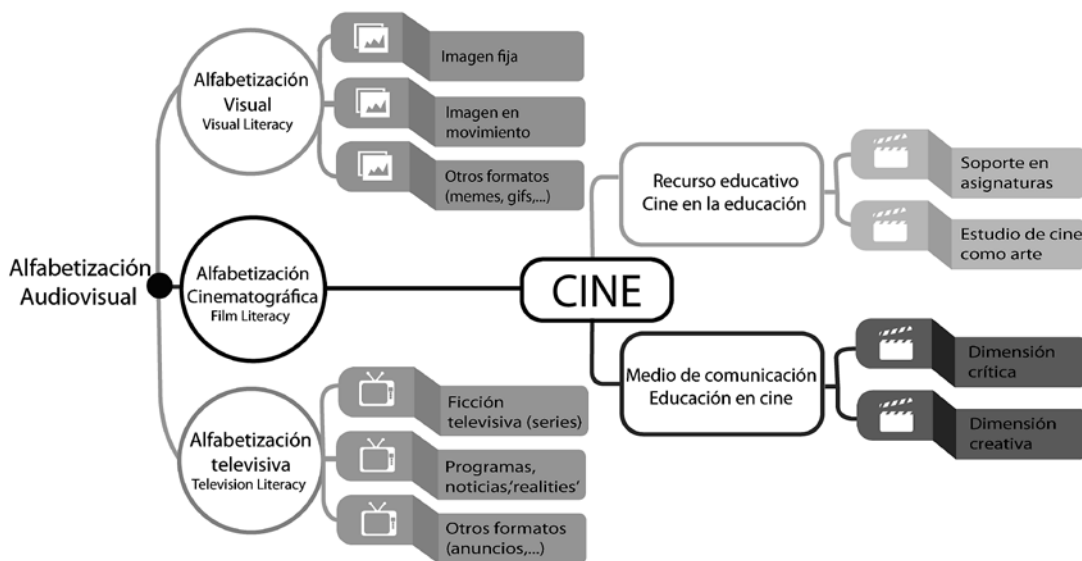 Alfabetización
Audiovisual
Alfabetización
Visual
Visual Literacy
Imagen fija
Imagen en
movimiento
Otros formatos
(memes, gifs,...)
Alfabetización
Cinematográfica
Film Literacy
CINE
Recurso educativo
Cine en la educación
Soporte en
asignaturas
Estudio de cine
como arte
Medio de comunicación
Educación en cine
Dimensión
crítica
Dimensión
creativa
Alfabetización
televisiva
Television Literacy
Ficción
televisiva (series)
Programas,
noticias,'realities'
Otros formatos
(anuncios,...)